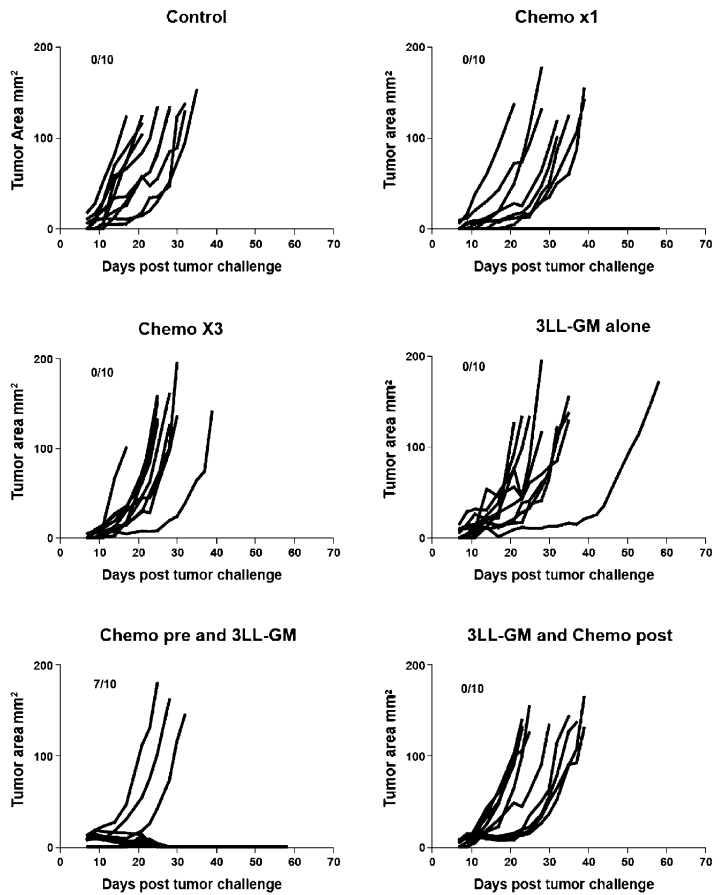 Control
Chemo x1
200
0/10
100
0
Tumor Area mm²
0 10 20 30 40 50 60 70
Days post tumor challenge
200
0/10
100
0
Tumor Area mm²
0 10 20 30 40 50 60 70
Days post tumor challenge
Chemo X3
3LL-GM alone
200
0/10
100
0
Tumor area mm²
0 10 20 30 40 50 60 70
Days post tumor challenge
200
0/10
100
0
Tumor area mm²
0 10 20 30 40 50 60 70
Days post tumor challenge
Chemo pre and 3LL-GM
3LL-GM and Chemo post
200
7/10
100
0
Tumor area mm²
0 10 20 30 40 50 60 70
Days post tumor challenge
200
0/10
100
0
Tumor area mm²
0 10 20 30 40 50 60 70
Days post tumor challenge